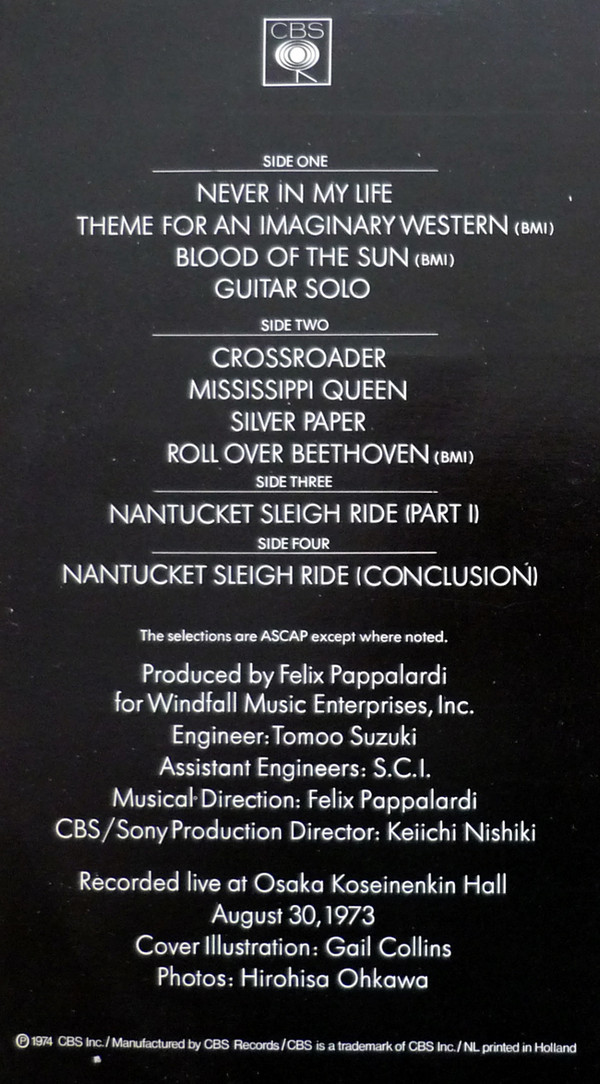 CBS
SIDE ONE
NEVER IN MY LIFE
THEME FOR AN IMAGINARY WESTERN (BMI)
BLOOD OF THE SUN (BMI)
GUITAR SOLO
SIDE TWO
CROSSROADER
MISSISSIPPI QUEEN
SILVER PAPER
ROLL OVER BEETHOVEN (BMI)
SIDE THREE
NANTUCKET SLEIGH RIDE (PART I)
SIDE FOUR
NANTUCKET SLEIGH RIDE (CONCLUSION)
The selections are ASCAP except where noted.
Produced by Felix Pappalardi
for Windfall Music Enterprises, Inc.
Engineer: Tomoo Suzuki
Assistant Engineers: S.C.I.
Musical Direction: Felix Pappalardi
CBS/Sony Production Director: Keiichi Nishiki
Recorded live at Osaka Koseinenkin Hall
August 30, 1973
Cover Illustration: Gail Collins
Photos: Hirohisa Ohkawa
℗ 1974 CBS Inc./Manufactured by CBS Records/CBS is a trademark of CBS Inc./NL printed in Holland